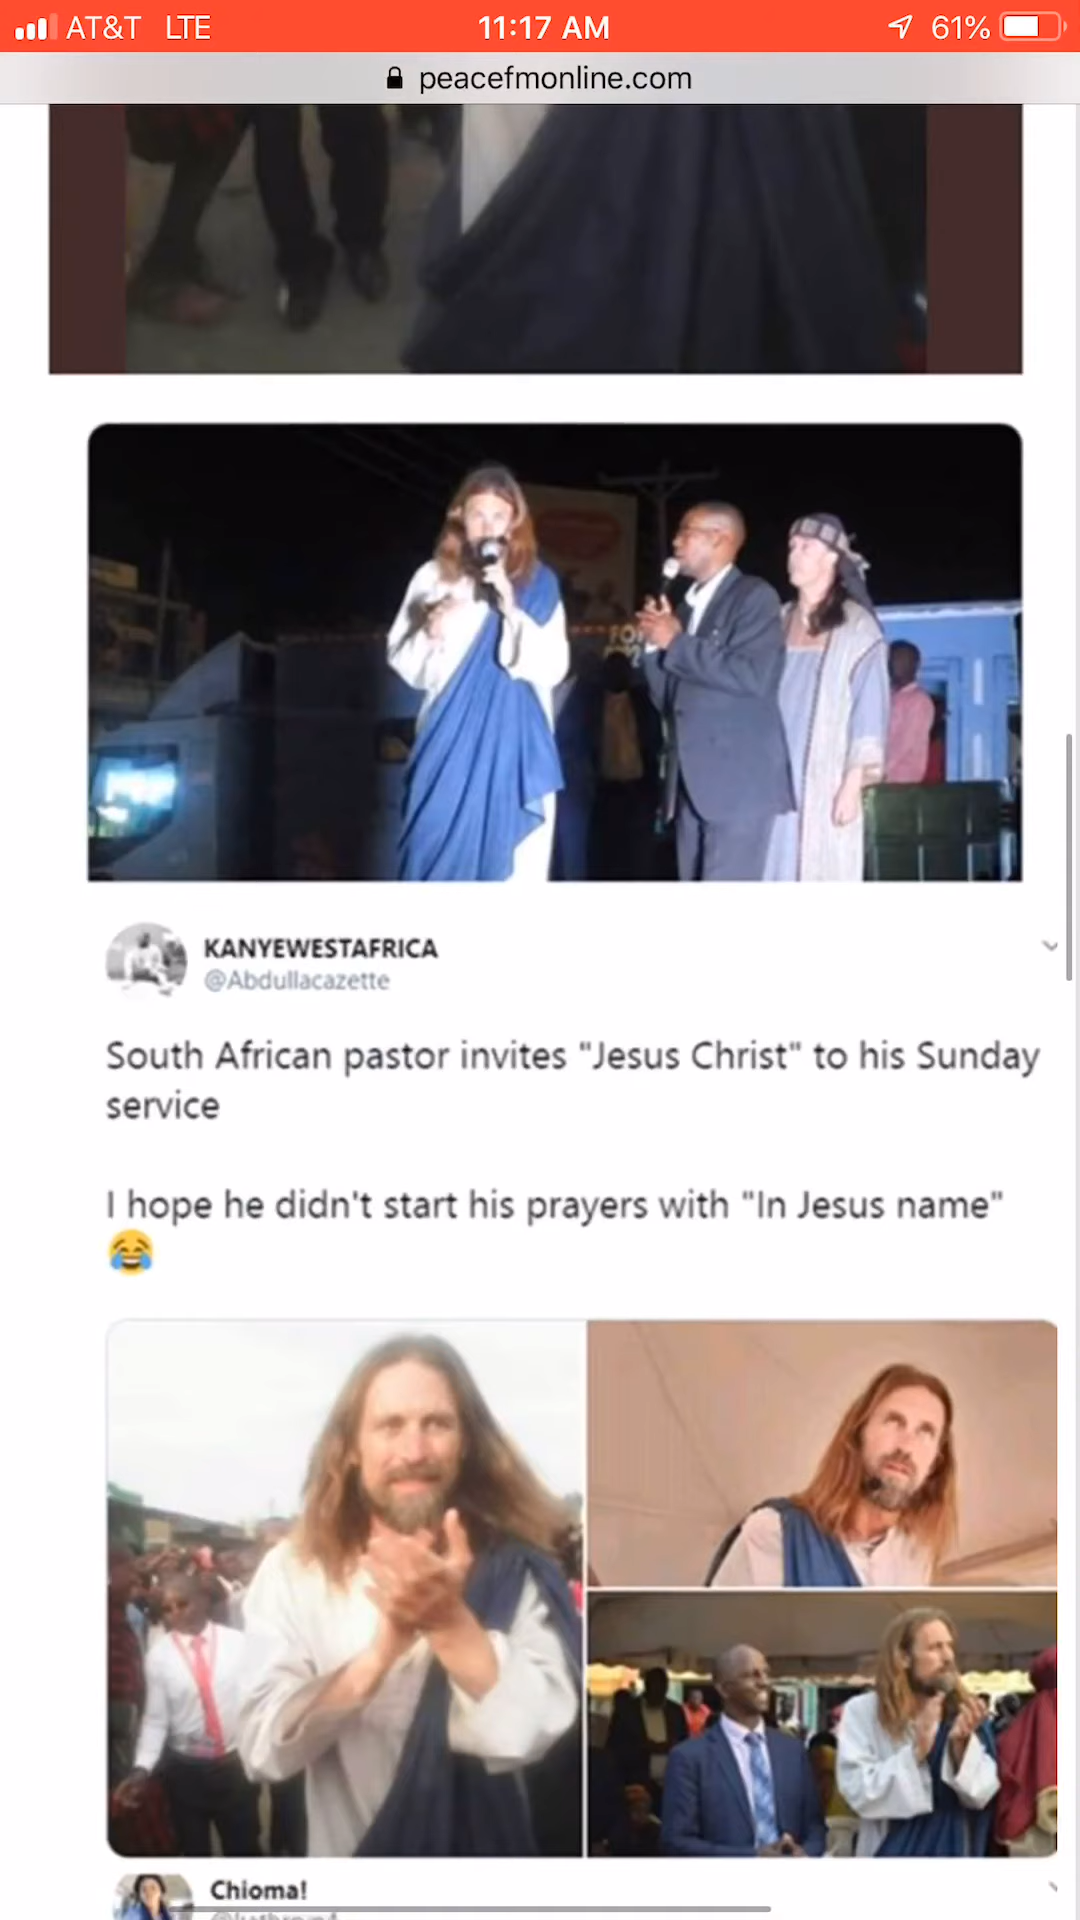 AT&T LTE 11:17 AM 61%
peacefmonline.com
KANYEWESTAFRICA
@Abdullacazette
South African pastor invites "Jesus Christ" to his Sunday
service
I hope he didn't start his prayers with "In Jesus name"
😂
Chioma!